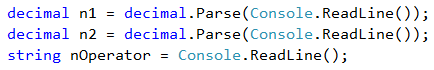 decimal n1 = decimal.Parse(Console.ReadLine());
decimal n2 = decimal.Parse(Console.ReadLine());
string nOperator = Console.ReadLine();